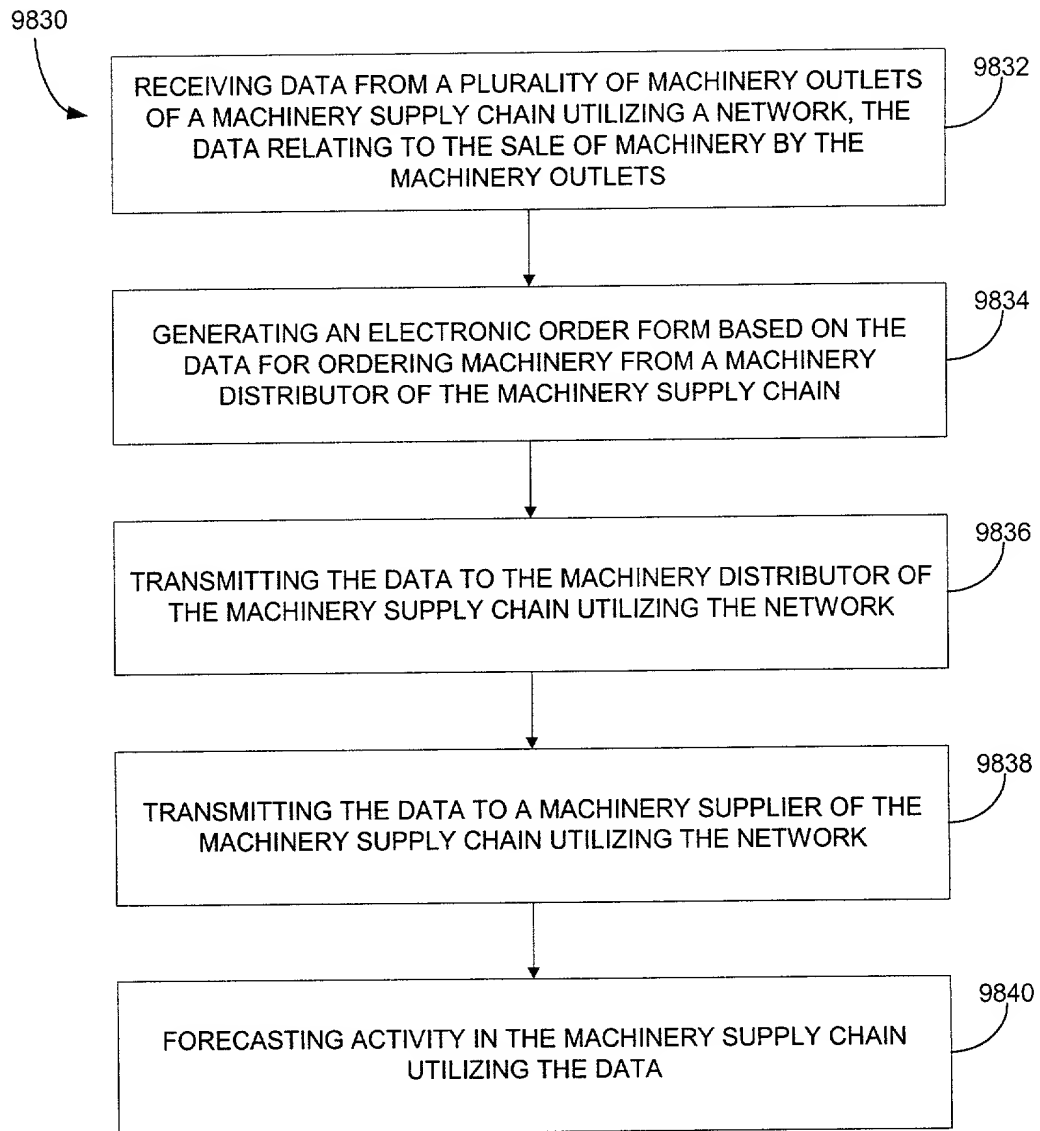 9830
RECEIVING DATA FROM A PLURALITY OF MACHINERY OUTLETS
OF A MACHINERY SUPPLY CHAIN UTILIZING A NETWORK, THE
DATA RELATING TO THE SALE OF MACHINERY BY THE
MACHINERY OUTLETS
9832
GENERATING AN ELECTRONIC ORDER FORM BASED ON THE
DATA FOR ORDERING MACHINERY FROM A MACHINERY
DISTRIBUTOR OF THE MACHINERY SUPPLY CHAIN
9834
TRANSMITTING THE DATA TO THE MACHINERY DISTRIBUTOR OF
THE MACHINERY SUPPLY CHAIN UTILIZING THE NETWORK
9836
TRANSMITTING THE DATA TO A MACHINERY SUPPLIER OF THE
MACHINERY SUPPLY CHAIN UTILIZING THE NETWORK
9838
FORECASTING ACTIVITY IN THE MACHINERY SUPPLY CHAIN
UTILIZING THE DATA
9840